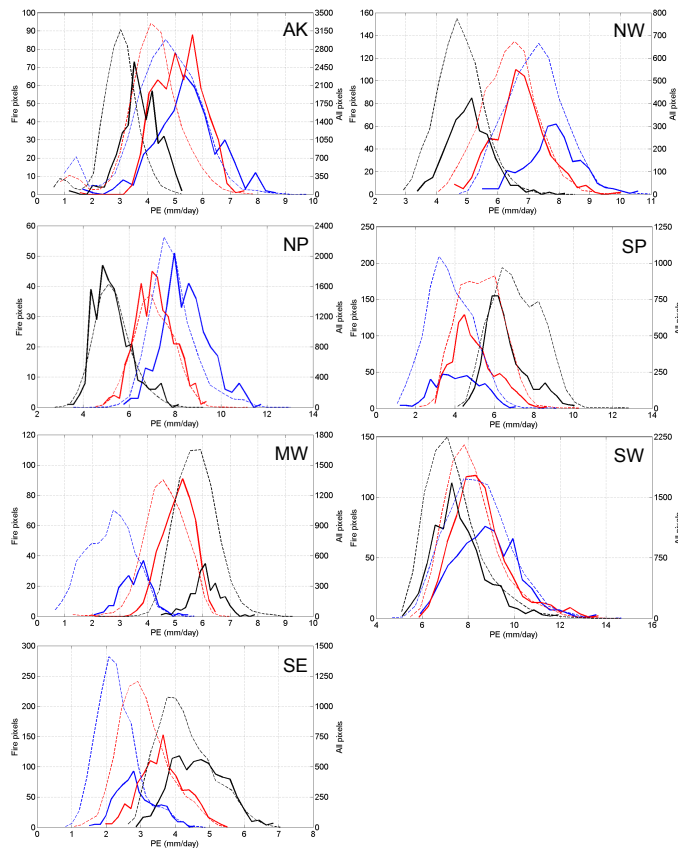 AK
Fire pixels
100
90
80
70
60
50
40
30
20
10
0
0 1 2 3 4 5 6 7 8 9 10
PE (mm/day)
3500
3150
2800
2450
2100
1750
1400
1050
700
350
0
All pixels
NW
Fire pixels
160
140
120
100
80
60
40
20
0
2 3 4 5 6 7 8 9 10 11
PE (mm/day)
800
700
600
500
400
300
200
100
0
All pixels
NP
Fire pixels
60
50
40
30
20
10
0
2 4 6 8 10 12 14
PE (mm/day)
2400
2000
1600
1200
800
400
0
All pixels
SP
Fire pixels
250
200
150
100
50
0
0 2 4 6 8 10 12 14
PE (mm/day)
1250
1000
750
500
250
0
All pixels
MW
Fire pixels
120
100
80
60
40
20
0
0 1 2 3 4 5 6 7 8 9 10
PE (mm/day)
1800
1500
1200
900
600
300
0
All pixels
SW
Fire pixels
150
100
50
0
4 6 8 10 12 14 16
PE (mm/day)
2250
1500
750
0
All pixels
SE
Fire pixels
300
250
200
150
100
50
0
0 1 2 3 4 5 6 7 8
PE (mm/day)
1500
1250
1000
750
500
250
0
All pixels